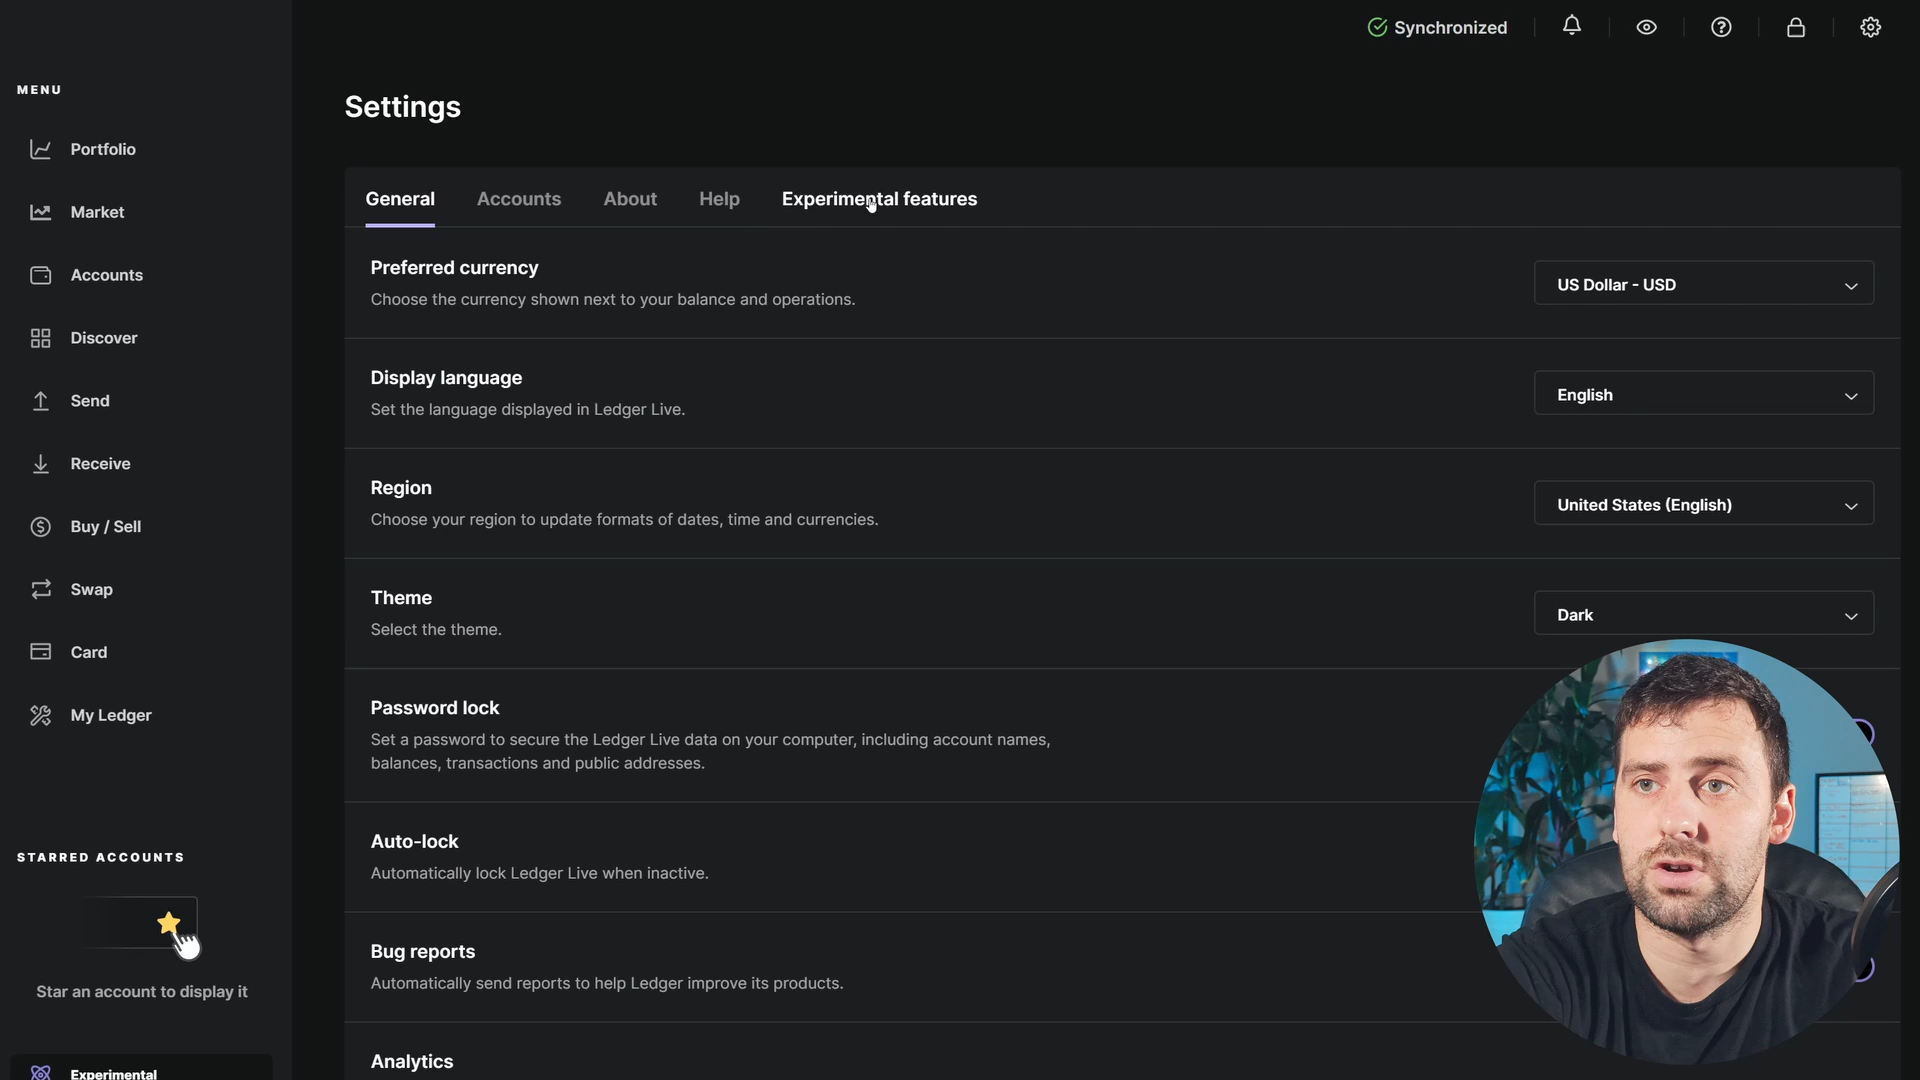 Synchronized
MENU
Portfolio
Market
Accounts
Discover
Send
Receive
Buy / Sell
Swap
Card
My Ledger
STARRED ACCOUNTS
Star an account to display it
Experimental
Settings
General
Accounts
About
Help
Experimental features
Preferred currency
Choose the currency shown next to your balance and operations.
US Dollar - USD
Display language
Set the language displayed in Ledger Live.
English
Region
Choose your region to update formats of dates, time and currencies.
United States (English)
Theme
Select the theme.
Dark
Password lock
Set a password to secure the Ledger Live data on your computer, including account names,
balances, transactions and public addresses.
Auto-lock
Automatically lock Ledger Live when inactive.
Bug reports
Automatically send reports to help Ledger improve its products.
Analytics